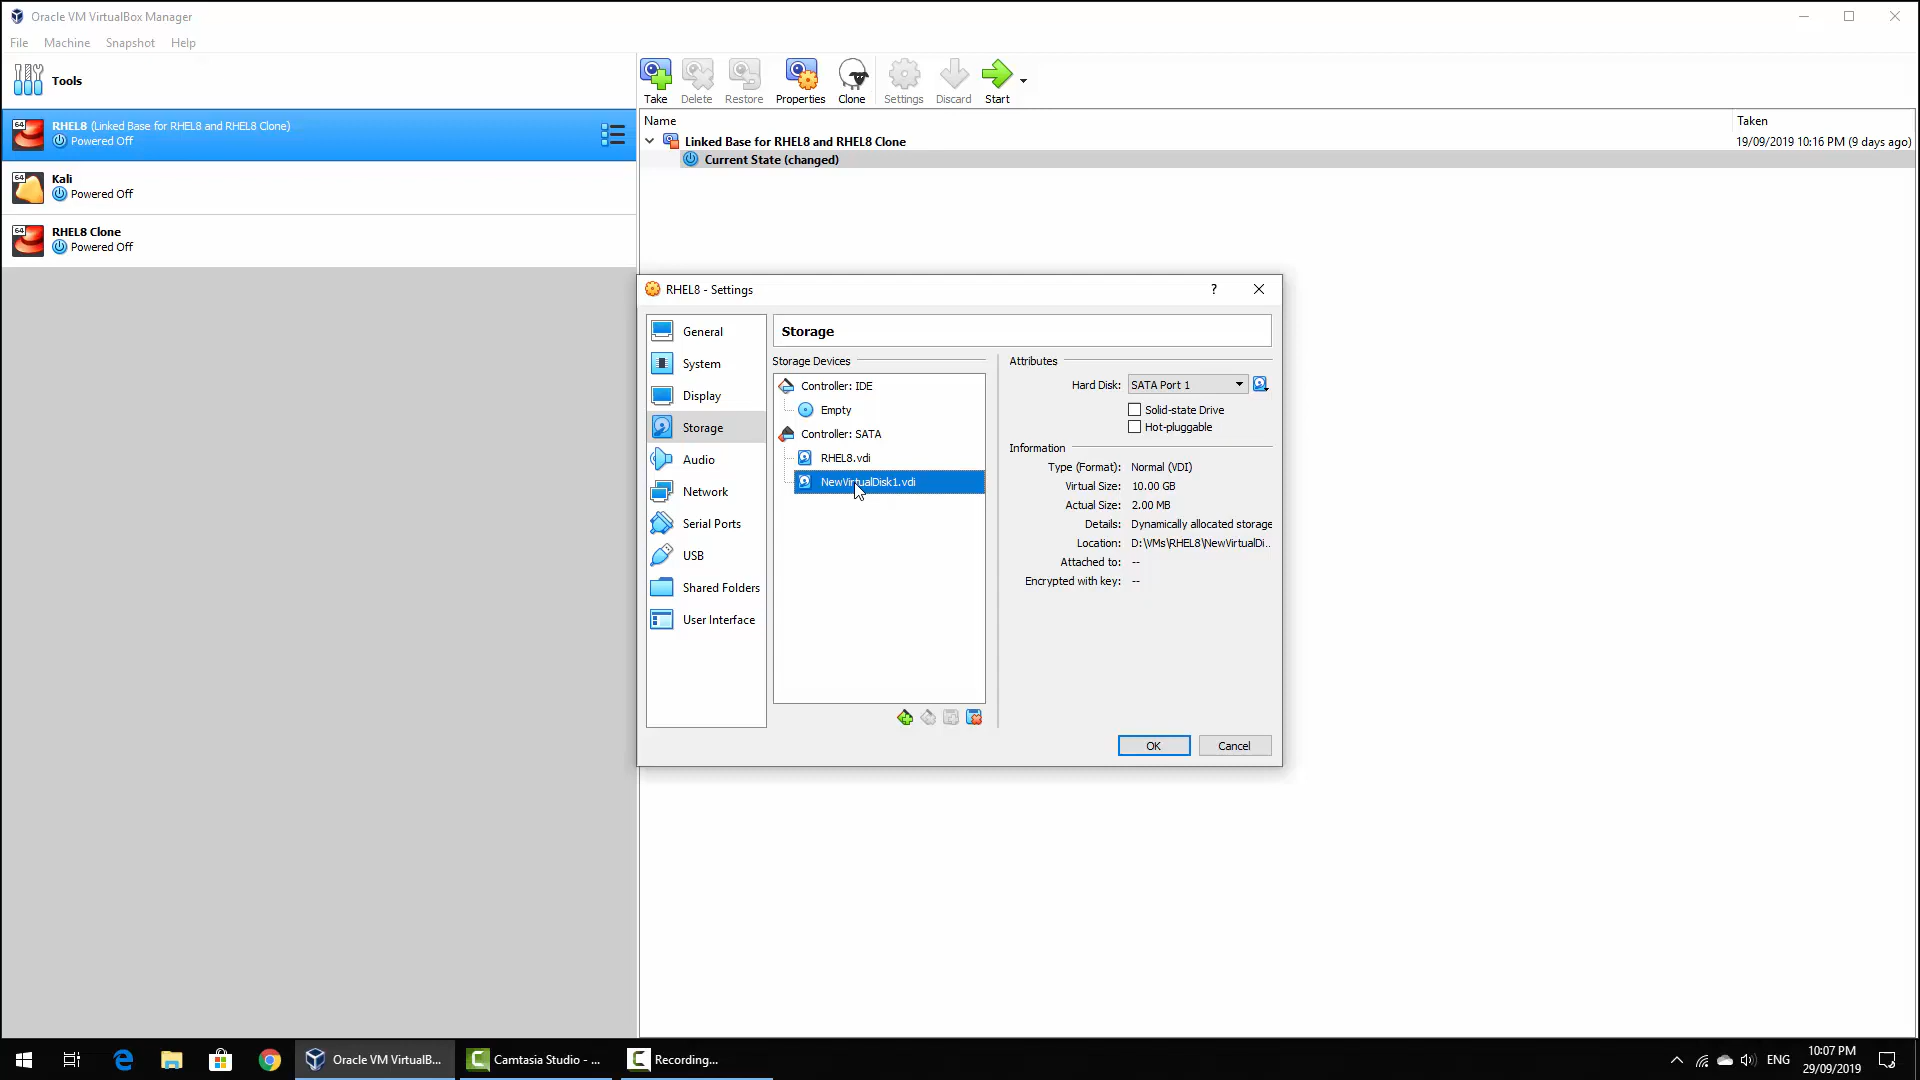 Oracle VM VirtualBox Manager
File Machine Snapshot Help
Tools
Take Delete Restore Properties Clone Settings Discard Start
64 RHEL8 (Linked Base for RHEL8 and RHEL8 Clone)
Powered Off
64 Kali
Powered Off
64 RHEL8 Clone
Powered Off
Name Taken
Linked Base for RHEL8 and RHEL8 Clone 19/09/2019 10:16 PM (9 days ago)
Current State (changed)
RHEL8 - Settings ?
General
System
Display
Storage
Audio
Network
Serial Ports
USB
Shared Folders
User Interface
Storage
Storage Devices
Controller: IDE
Empty
Controller: SATA
RHEL8.vdi
NewVirtualDisk1.vdi
Attributes
Hard Disk: SATA Port 1
Solid-state Drive
Hot-pluggable
Information
Type (Format): Normal (VDI)
Virtual Size: 10.00 GB
Actual Size: 2.00 MB
Details: Dynamically allocated storage
Location: D:\VMs\RHEL8\NewVirtualDi...
Attached to: --
Encrypted with key: --
OK Cancel
Oracle VM VirtualB... Camtasia Studio - ... Recording...
ENG 10:07 PM
29/09/2019